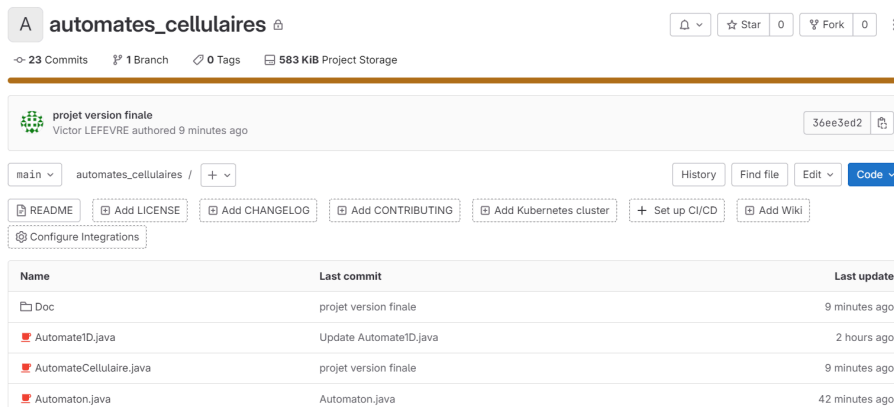 A automates_cellulaires
Star 0 Fork 0
23 Commits 1 Branch 0 Tags 583 KiB Project Storage
projet version finale
Victor LEFEVRE authored 9 minutes ago
36ee3ed2
main automates_cellulaires / + History Find file Edit Code
README Add LICENSE Add CHANGELOG Add CONTRIBUTING Add Kubernetes cluster Set up CI/CD Add Wiki
Configure Integrations
Name Last commit Last update
Doc projet version finale 9 minutes ago
Automate1D.java Update Automate1D.java 2 hours ago
AutomateCellulaire.java projet version finale 9 minutes ago
Automaton.java Automaton.java 42 minutes ago